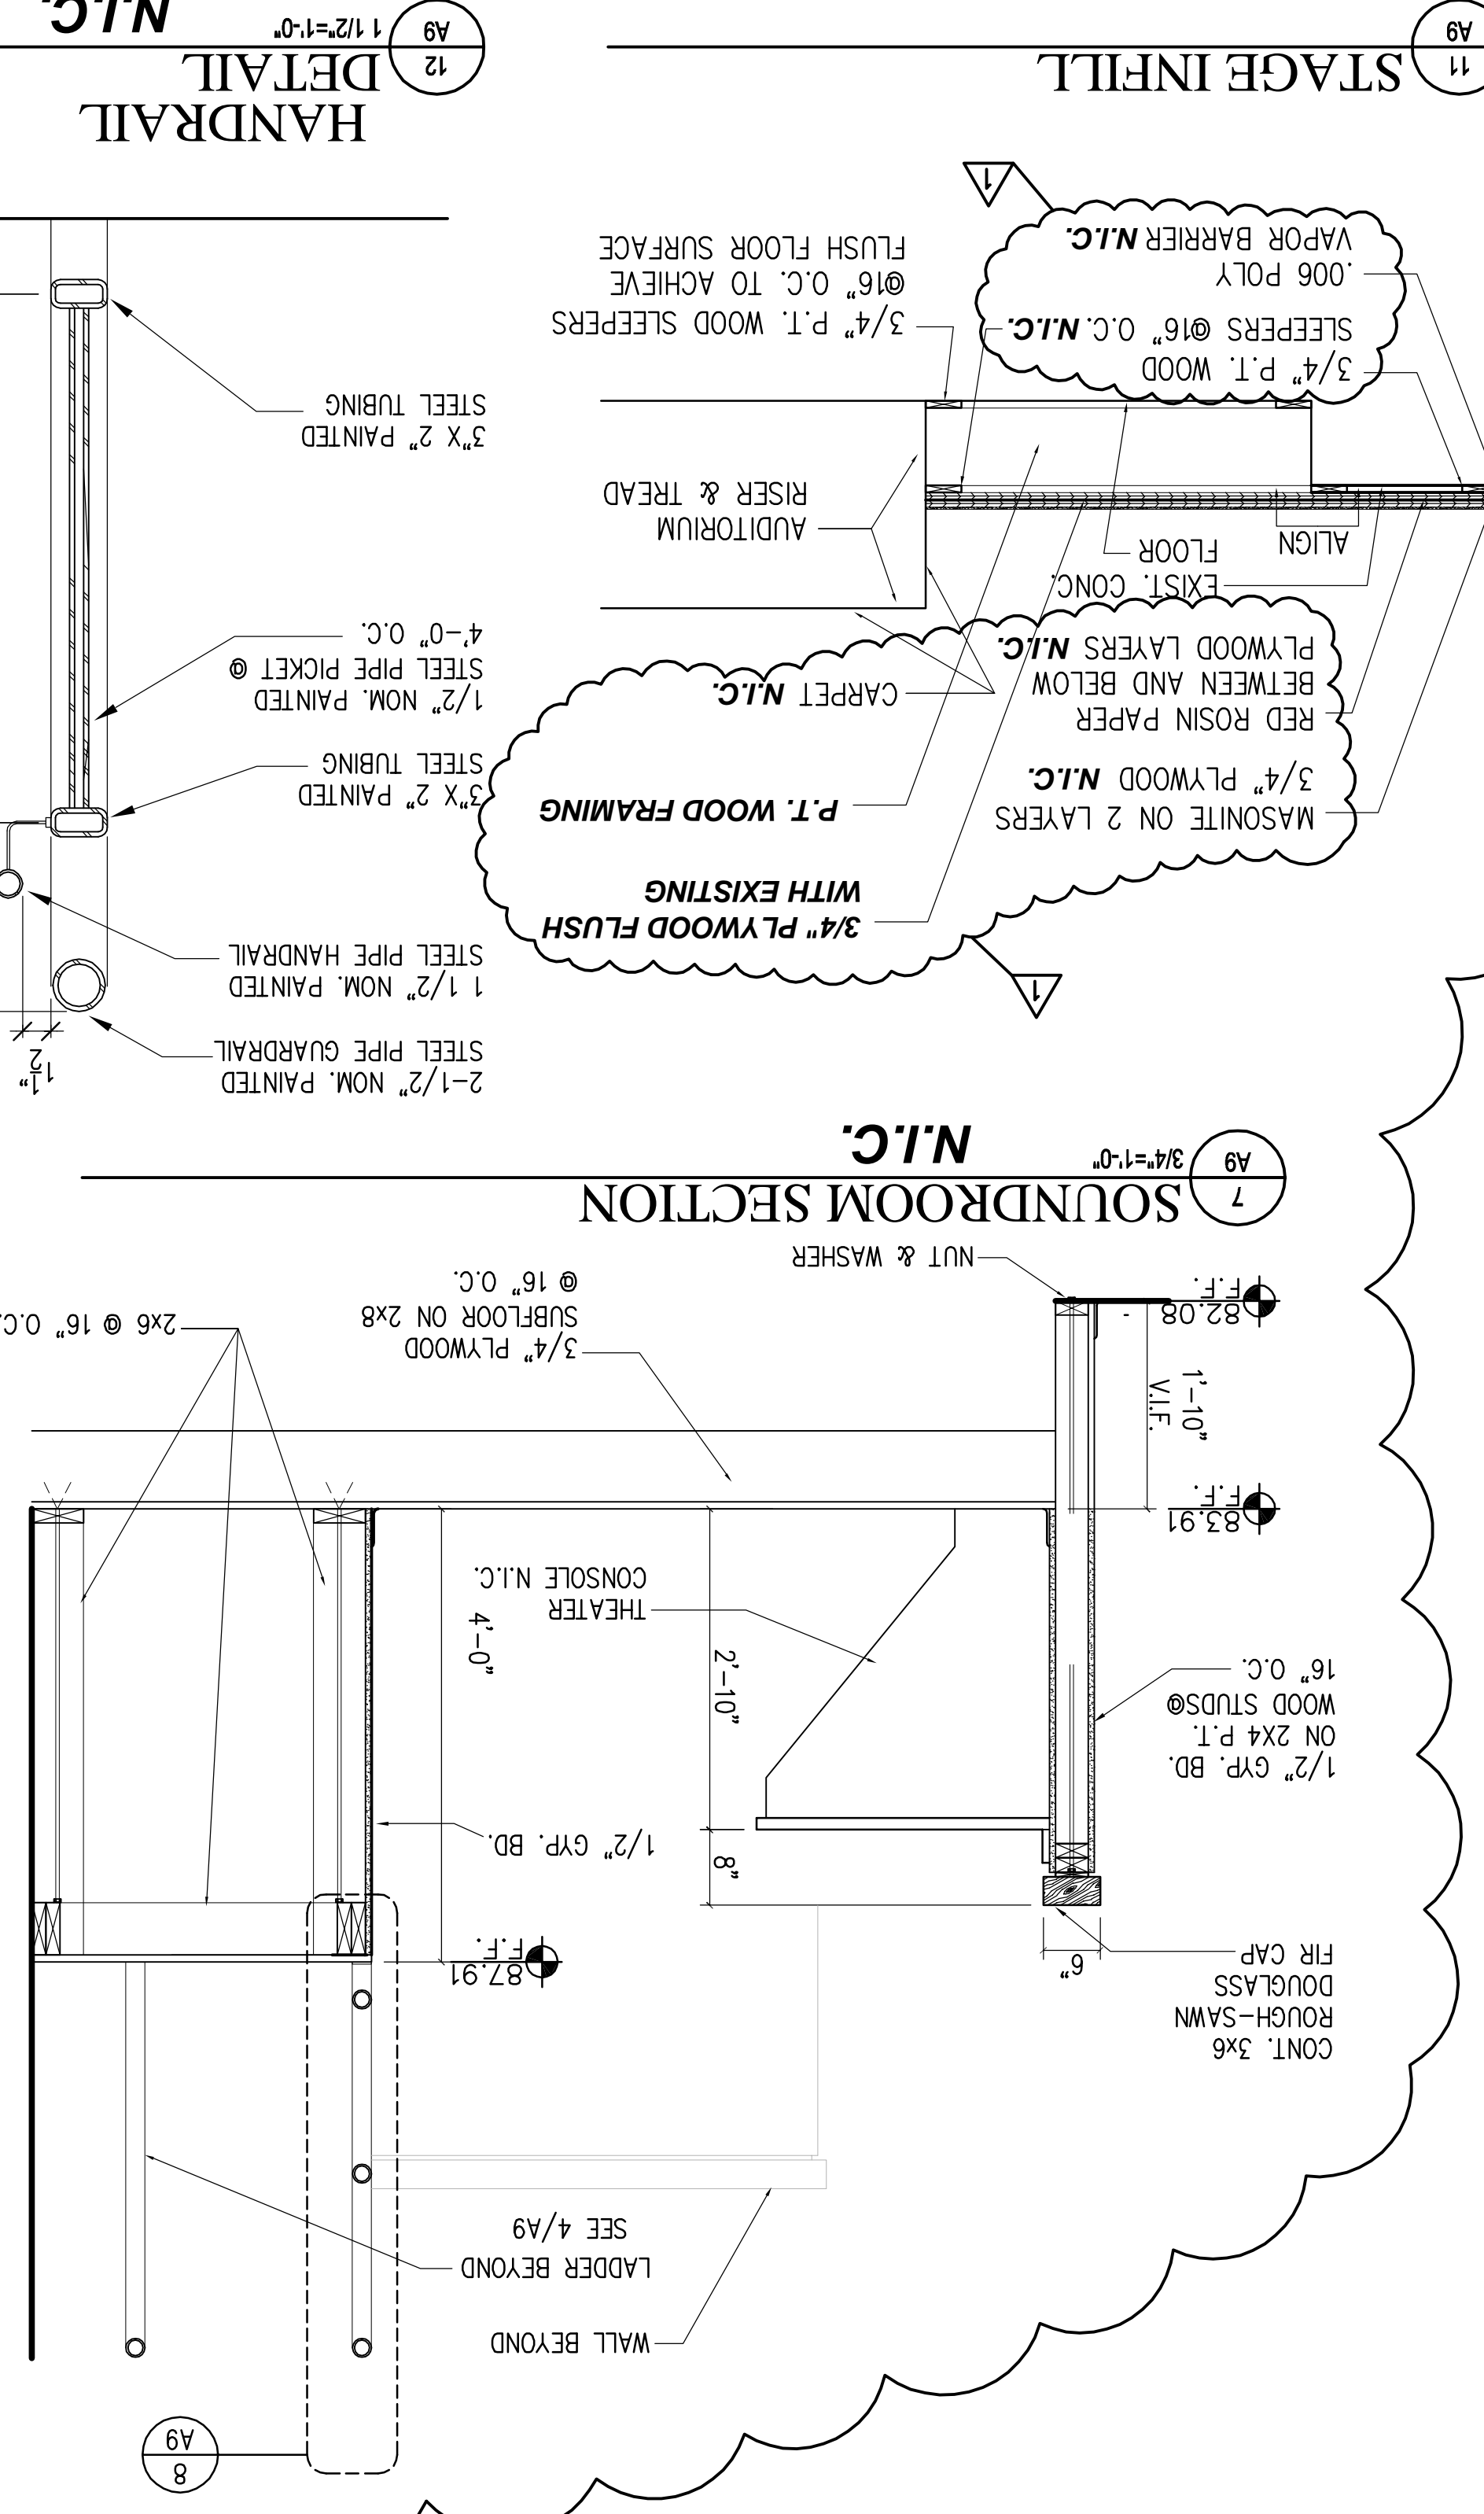 8
A9
WALL BEYOND
LADDER BEYOND
SEE 4/A9
CONT. 3x6
ROUGH-SAWN
DOUGLASS
FIR CAP
6"
87.91
F.F.
8"
1/2" GYP. BD.
1/2" GYP. BD.
ON 2X4 P.T.
WOOD STUDS@
16" O.C.
2'-10"
4'-0"
THEATER
CONSOLE N.I.C.
83.91
F.F.
1'-10"
V.I.F.
82.08
F.F.
3/4" PLYWOOD
SUBFLOOR ON 2x8
@ 16" O.C.
2x6 @ 16" O.C.
NUT & WASHER
7
A9
SOUNDROOM SECTION
3/4"=1'-0"
N.I.C.
2-1/2" NOM. PAINTED
STEEL PIPE GUARDRAIL
1 1/2"
1 1/2" NOM. PAINTED
STEEL PIPE HANDRAIL
3"X 2" PAINTED
STEEL TUBING
1/2" NOM. PAINTED
STEEL PIPE PICKET @
4'-0" O.C.
3"X 2" PAINTED
STEEL TUBING
HANDRAIL
DETAIL
12
A9
1 1/2"=1'-0"
N.I.C.
1
3/4" PLYWOOD FLUSH
WITH EXISTING
P.T. WOOD FRAMING
CARPET N.I.C.
MASONITE ON 2 LAYERS
3/4" PLYWOOD N.I.C.
RED ROSIN PAPER
BETWEEN AND BELOW
PLYWOOD LAYERS N.I.C.
EXIST. CONC.
FLOOR
ALIGN
AUDITORIUM
RISER & TREAD
3/4" P.T. WOOD
SLEEPERS @16" O.C. N.I.C.
.006 POLY
VAPOR BARRIER N.I.C.
3/4" P.T. WOOD SLEEPERS
@16" O.C. TO ACHIEVE
FLUSH FLOOR SURFACE
1
11
A9
STAGE INFILL